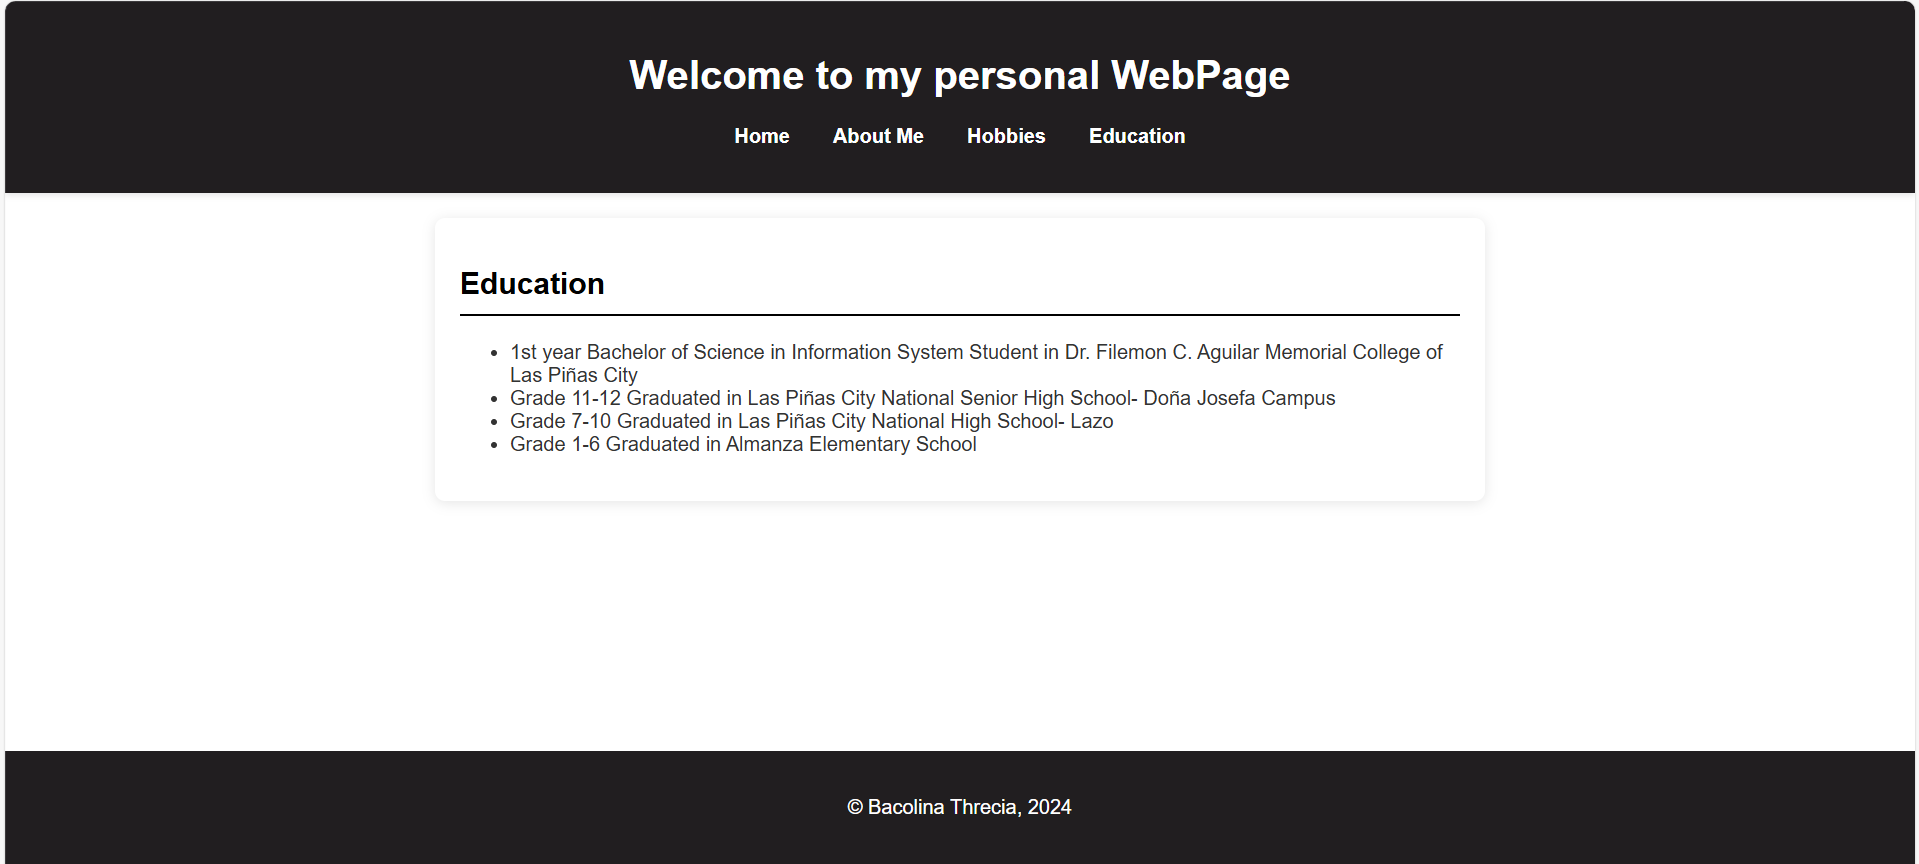 Welcome to my personal WebPage
Home About Me Hobbies Education
Education
• 1st year Bachelor of Science in Information System Student in Dr. Filemon C. Aguilar Memorial College of
Las Piñas City
• Grade 11-12 Graduated in Las Piñas City National Senior High School- Doña Josefa Campus
• Grade 7-10 Graduated in Las Piñas City National High School- Lazo
• Grade 1-6 Graduated in Almanza Elementary School
© Bacolina Threcia, 2024